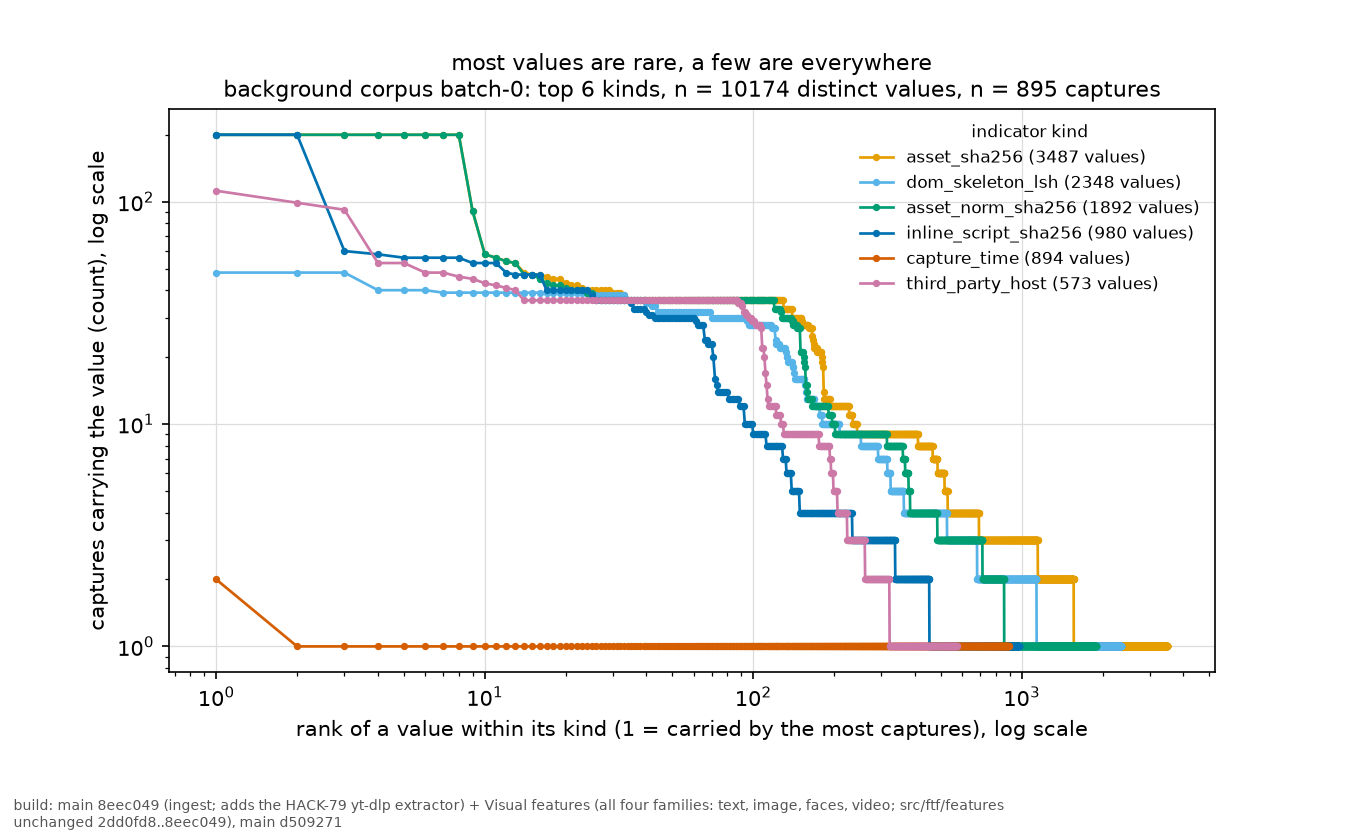 most values are rare, a few are everywhere
background corpus batch-0: top 6 kinds, n = 10174 distinct values, n = 895 captures
captures carrying the value (count), log scale
10²
10¹
10⁰
indicator kind
asset_sha256 (3487 values)
dom_skeleton_lsh (2348 values)
asset_norm_sha256 (1892 values)
inline_script_sha256 (980 values)
capture_time (894 values)
third_party_host (573 values)
10⁰ 10¹ 10² 10³
rank of a value within its kind (1 = carried by the most captures), log scale
build: main 8eec049 (ingest; adds the HACK-79 yt-dlp extractor) + Visual features (all four families: text, image, faces, video; src/ftf/features
unchanged 2dd0fd8..8eec049), main d509271